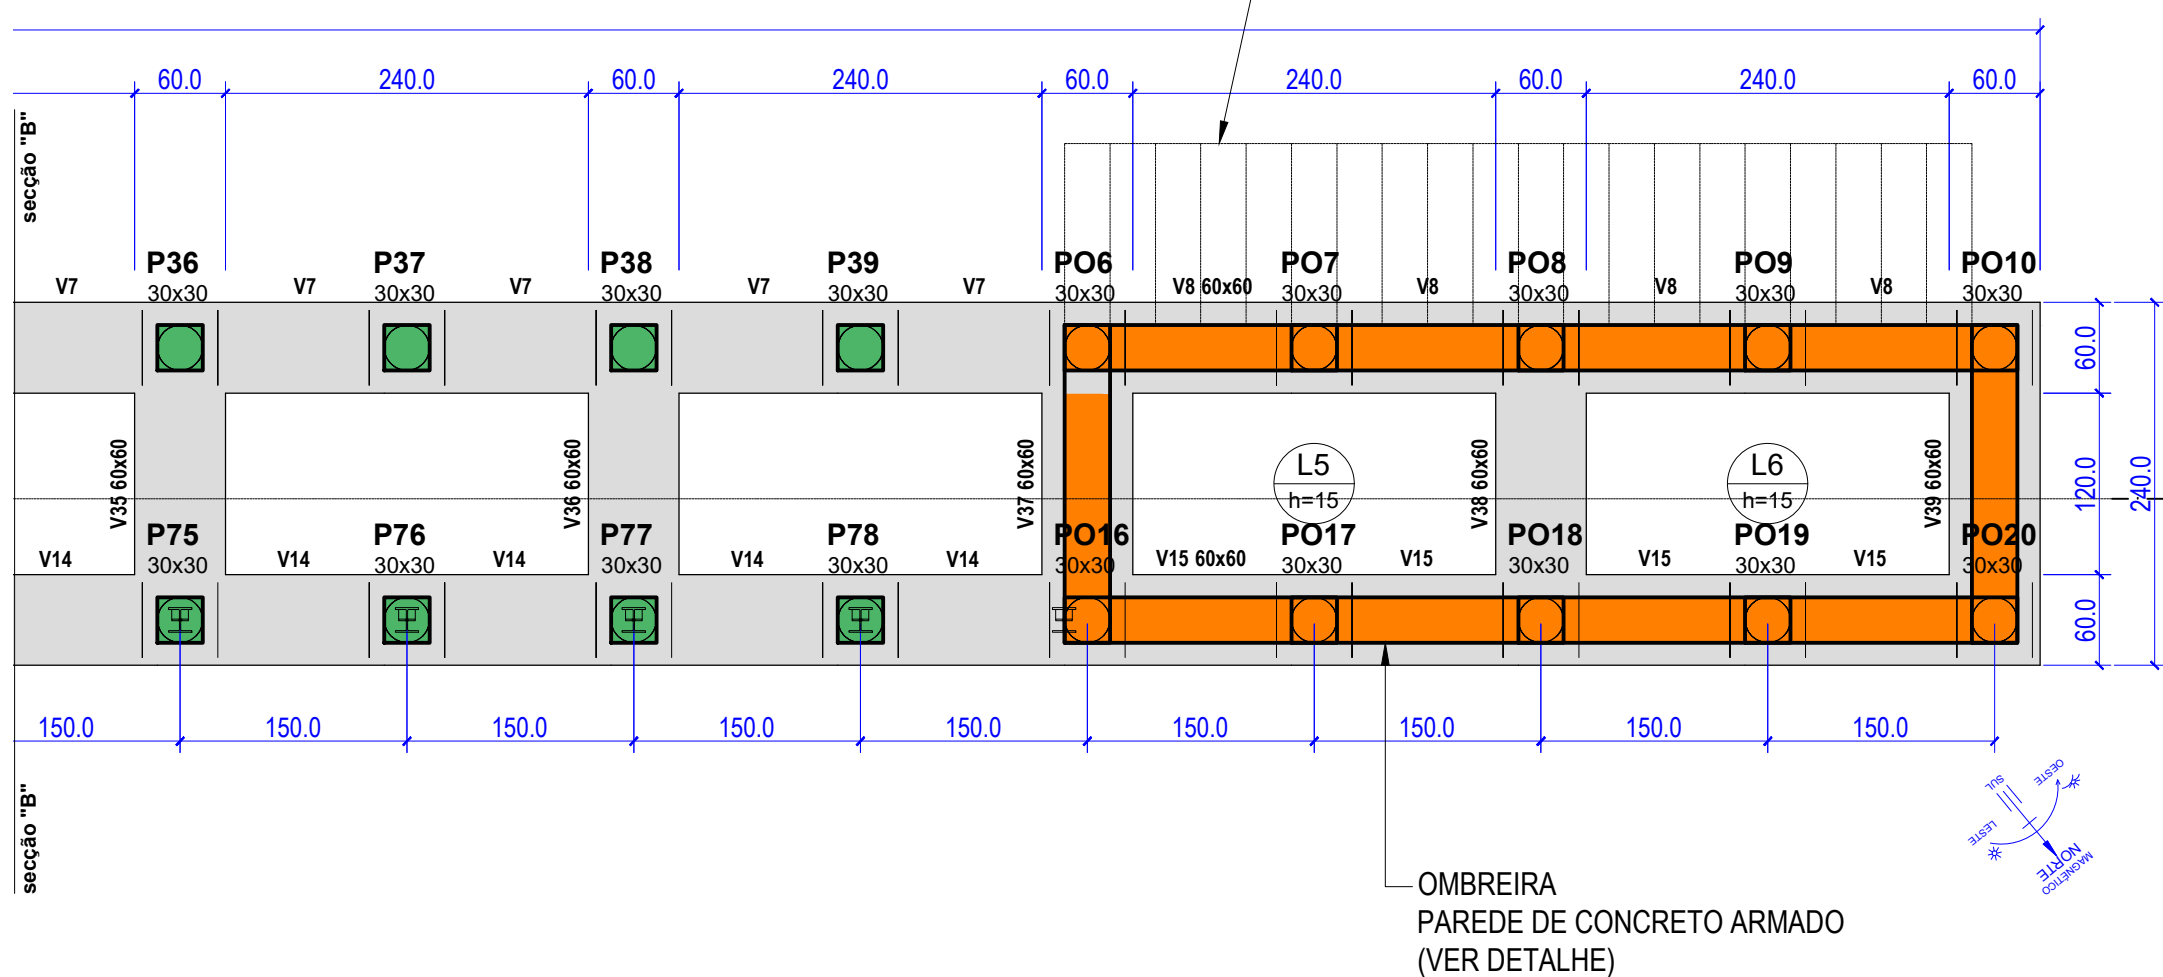 60.0 240.0 60.0 240.0 60.0 240.0 60.0 240.0 60.0
secção "B"
P36 P37 P38 P39 PO6 PO7 PO8 PO9 PO10
30x30 30x30 30x30 30x30 30x30 30x30 30x30 30x30 30x30
V7 V7 V7 V7 V7 V8 60x60 V8 V8 V8
60.0
120.0
60.0
240.0
V35 60x60
V36 60x60
V37 60x60
V38 60x60
V39 60x60
L5
h=15
L6
h=15
P75 P76 P77 P78 PO16 PO17 PO18 PO19 PO20
30x30 30x30 30x30 30x30 30x30 30x30 30x30 30x30 30x30
V14 V14 V14 V14 V14 V15 60x60 V15 V15 V15
150.0 150.0 150.0 150.0 150.0 150.0 150.0 150.0 150.0
secção "B"
OESTE
SUL
LESTE
NORTE
MAGNÉTICO
OMBREIRA
PAREDE DE CONCRETO ARMADO
(VER DETALHE)